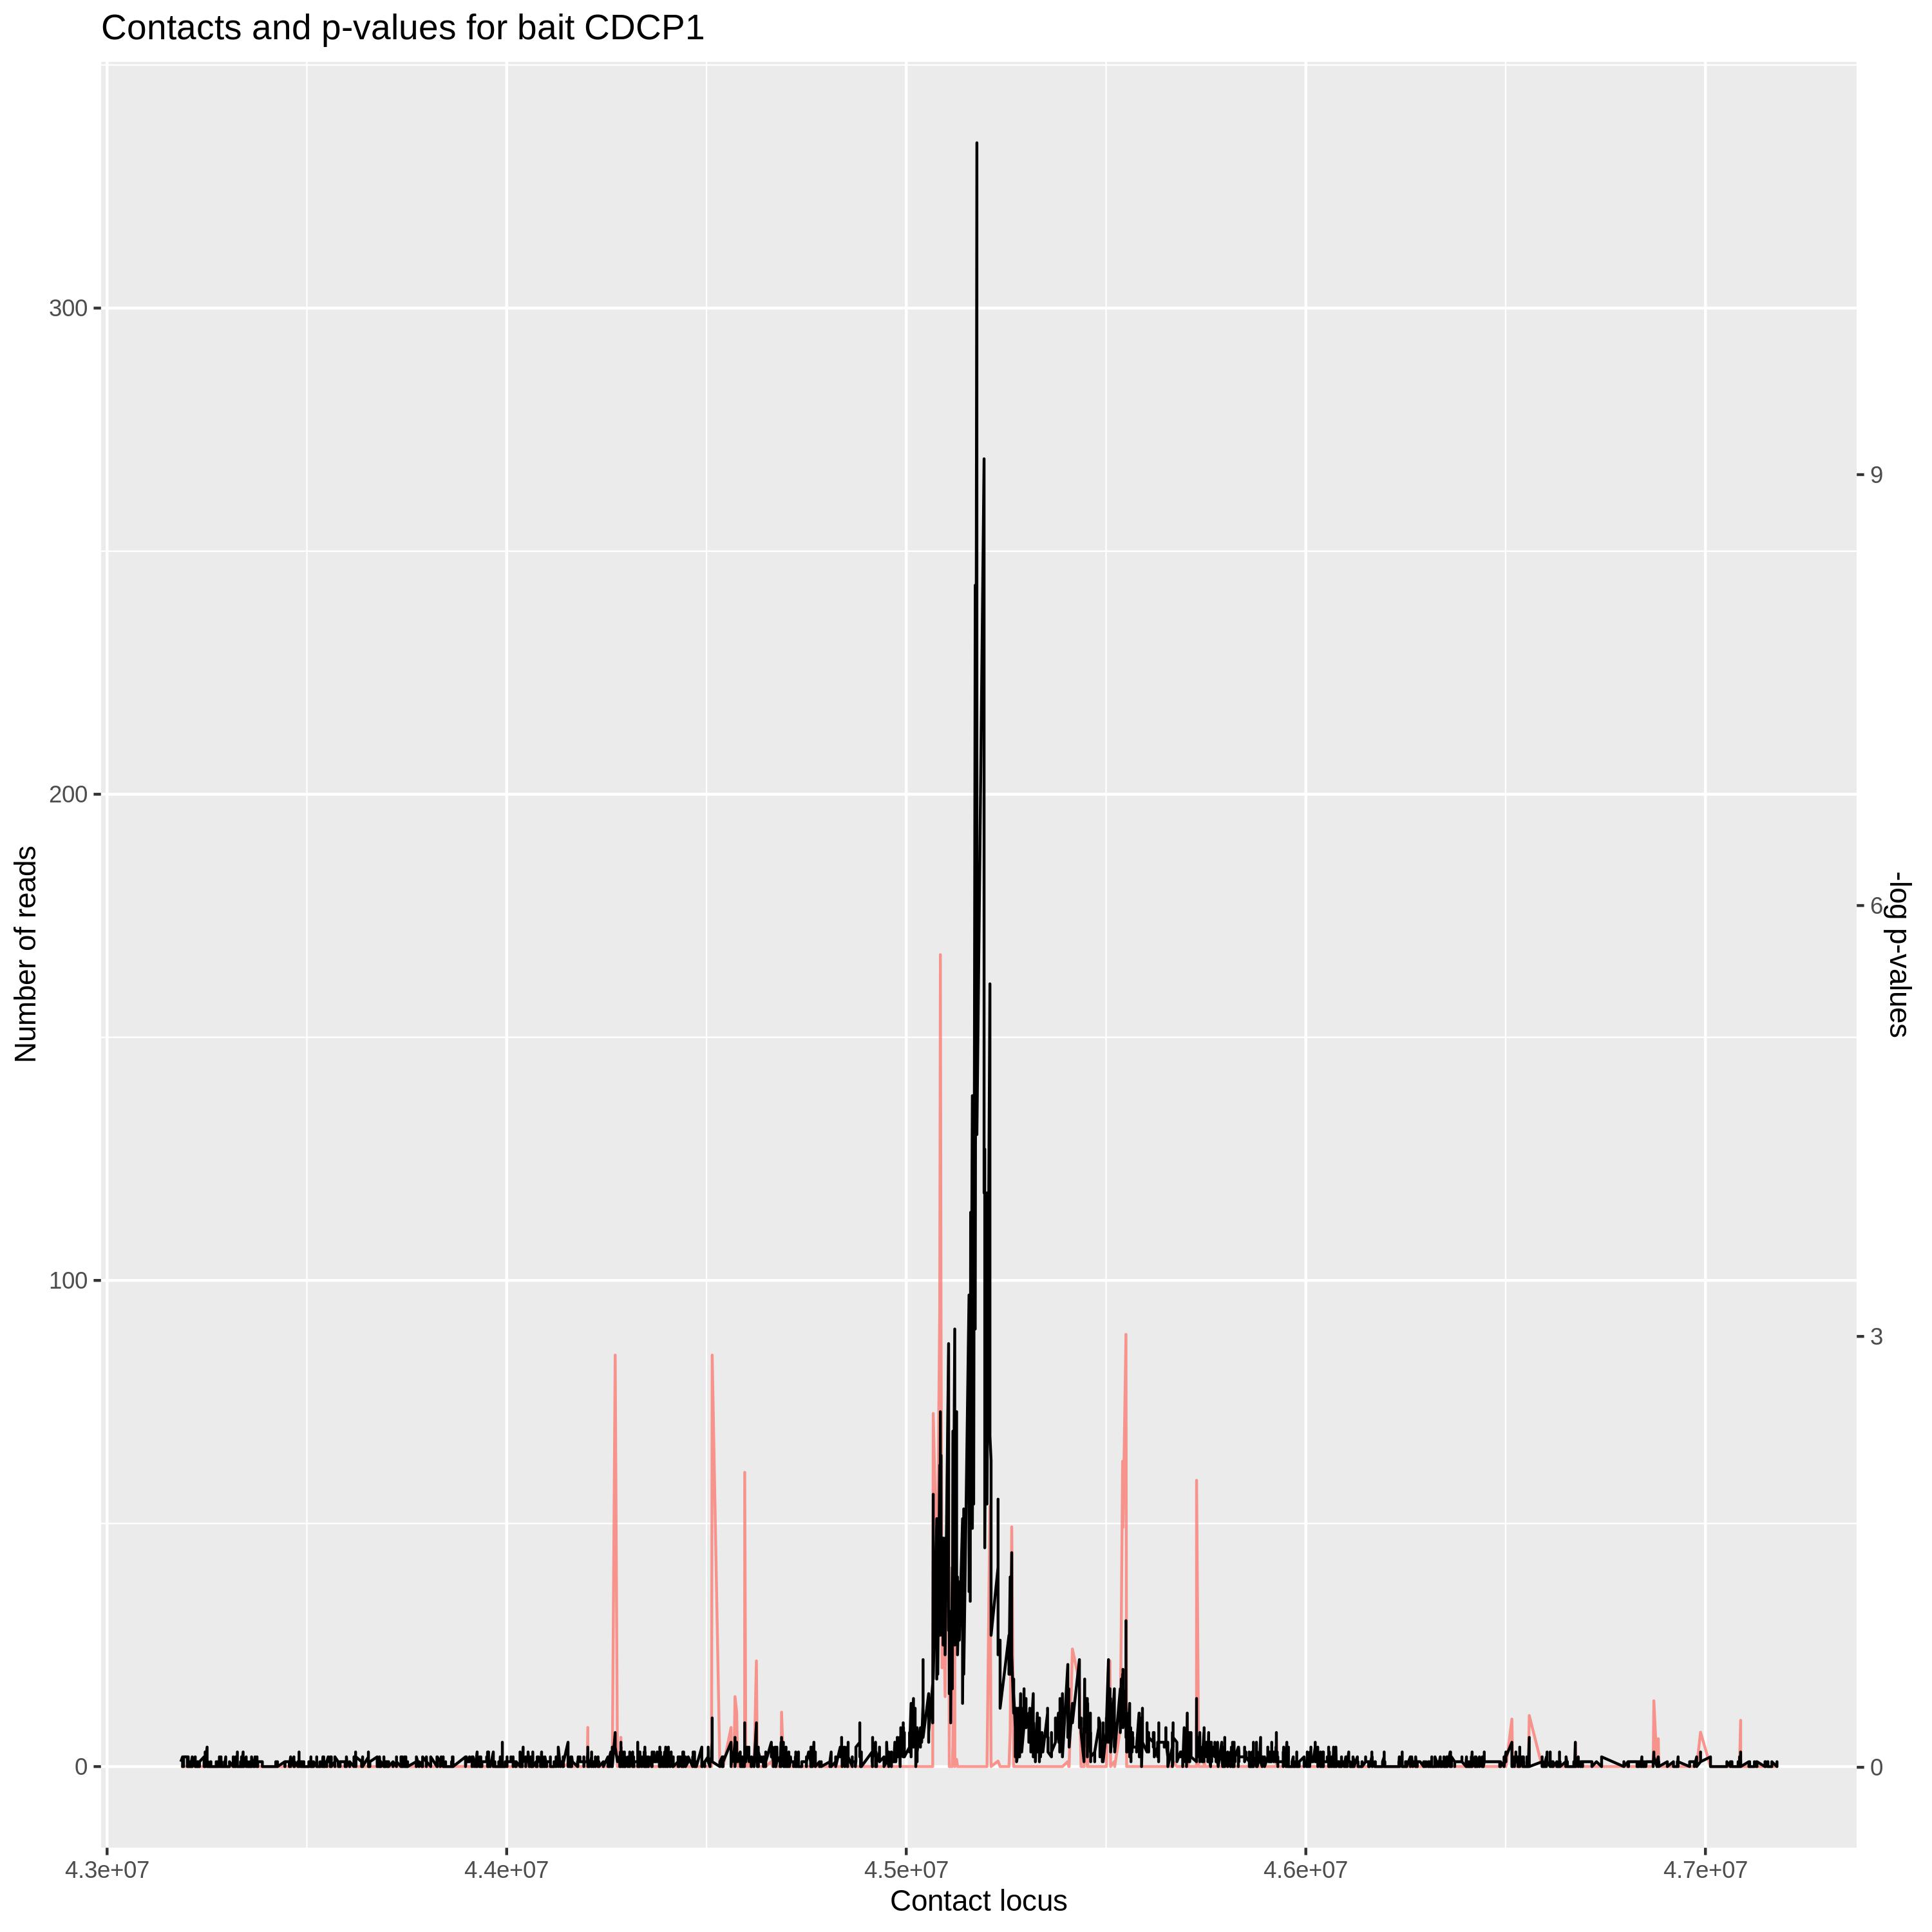 Contacts and p-values for bait CDCP1
300
200
100
0
Number of reads
9
6
3
0
-log p-values
4.3e+07
4.4e+07
4.5e+07
4.6e+07
4.7e+07
Contact locus